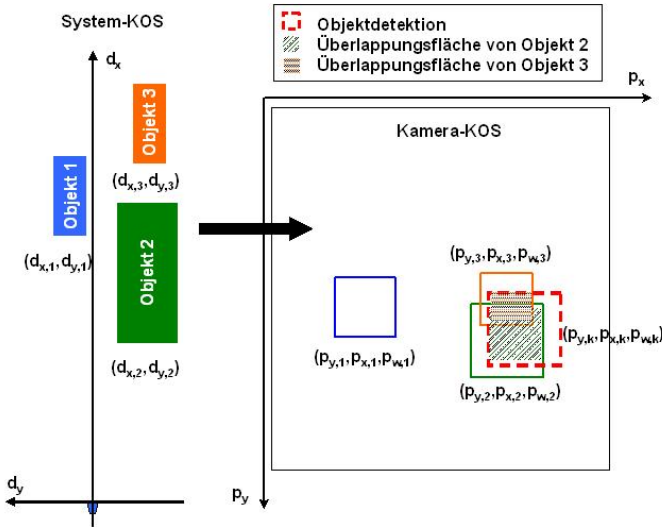 System-KOS
d_x
Objekt 3
Objekt 1
(d_x,3,d_y,3)
(d_x,1,d_y,1)
Objekt 2
(d_x,2,d_y,2)
d_y
Objektdetektion
Überlappungsfläche von Objekt 2
Überlappungsfläche von Objekt 3
p_x
Kamera-KOS
(p_y,3,p_x,3,p_w,3)
(p_y,k,p_x,k,p_w,k)
(p_y,1,p_x,1,p_w,1)
(p_y,2,p_x,2,p_w,2)
p_y